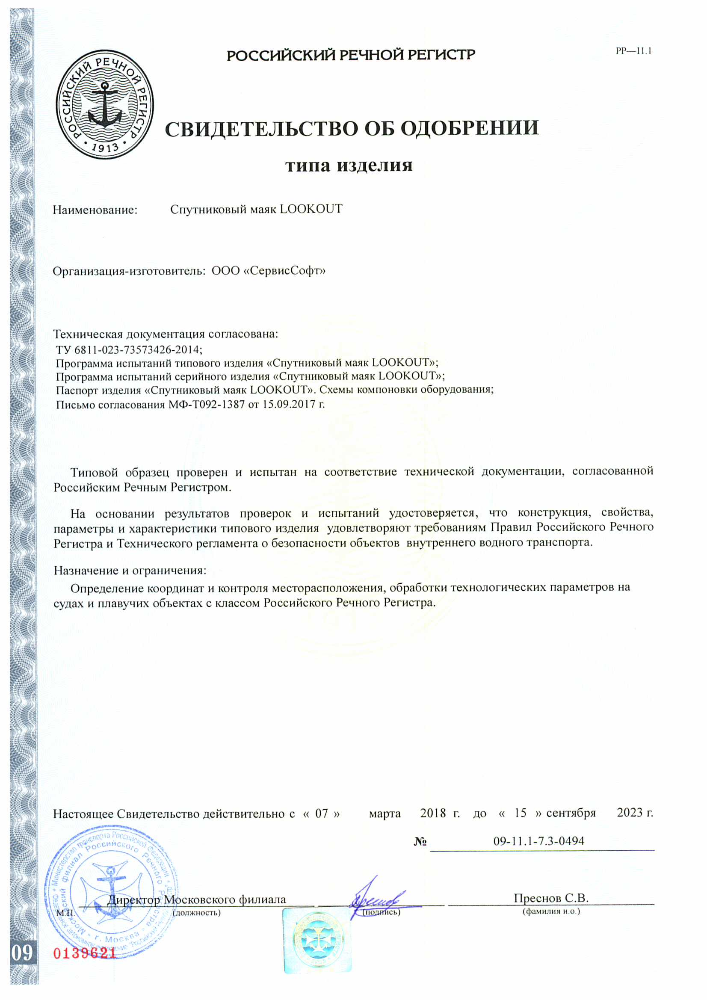 РОССИЙСКИЙ РЕЧНОЙ РЕГИСТР
РР—11.1
РОССИЙСКИЙ РЕЧНОЙ РЕГИСТР
• 1913 •
СВИДЕТЕЛЬСТВО ОБ ОДОБРЕНИИ
типа изделия
Наименование: Спутниковый маяк LOOKOUT
Организация-изготовитель: ООО «СервисСофт»
Техническая документация согласована:
ТУ 6811-023-73573426-2014;
Программа испытаний типового изделия «Спутниковый маяк LOOKOUT»;
Программа испытаний серийного изделия «Спутниковый маяк LOOKOUT»;
Паспорт изделия «Спутниковый маяк LOOKOUT». Схемы компоновки оборудования;
Письмо согласования МФ-Т092-1387 от 15.09.2017 г.
Типовой образец проверен и испытан на соответствие технической документации, согласованной
Российским Речным Регистром.
На основании результатов проверок и испытаний удостоверяется, что конструкция, свойства,
параметры и характеристики типового изделия удовлетворяют требованиям Правил Российского Речного
Регистра и Технического регламента о безопасности объектов внутреннего водного транспорта.
Назначение и ограничения:
Определение координат и контроля месторасположения, обработки технологических параметров на
судах и плавучих объектах с классом Российского Речного Регистра.
Настоящее Свидетельство действительно с « 07 » марта 2018 г. до « 15 » сентября 2023 г.
№ 09-11.1-7.3-0494
Министерство транспорта Российской Федерации
Московский филиал Российского Речного Регистра
г. Москва
Директор Московского филиала Преснов С.В.
М.П. (должность) (подпись) (фамилия и.о.)
09 0139621